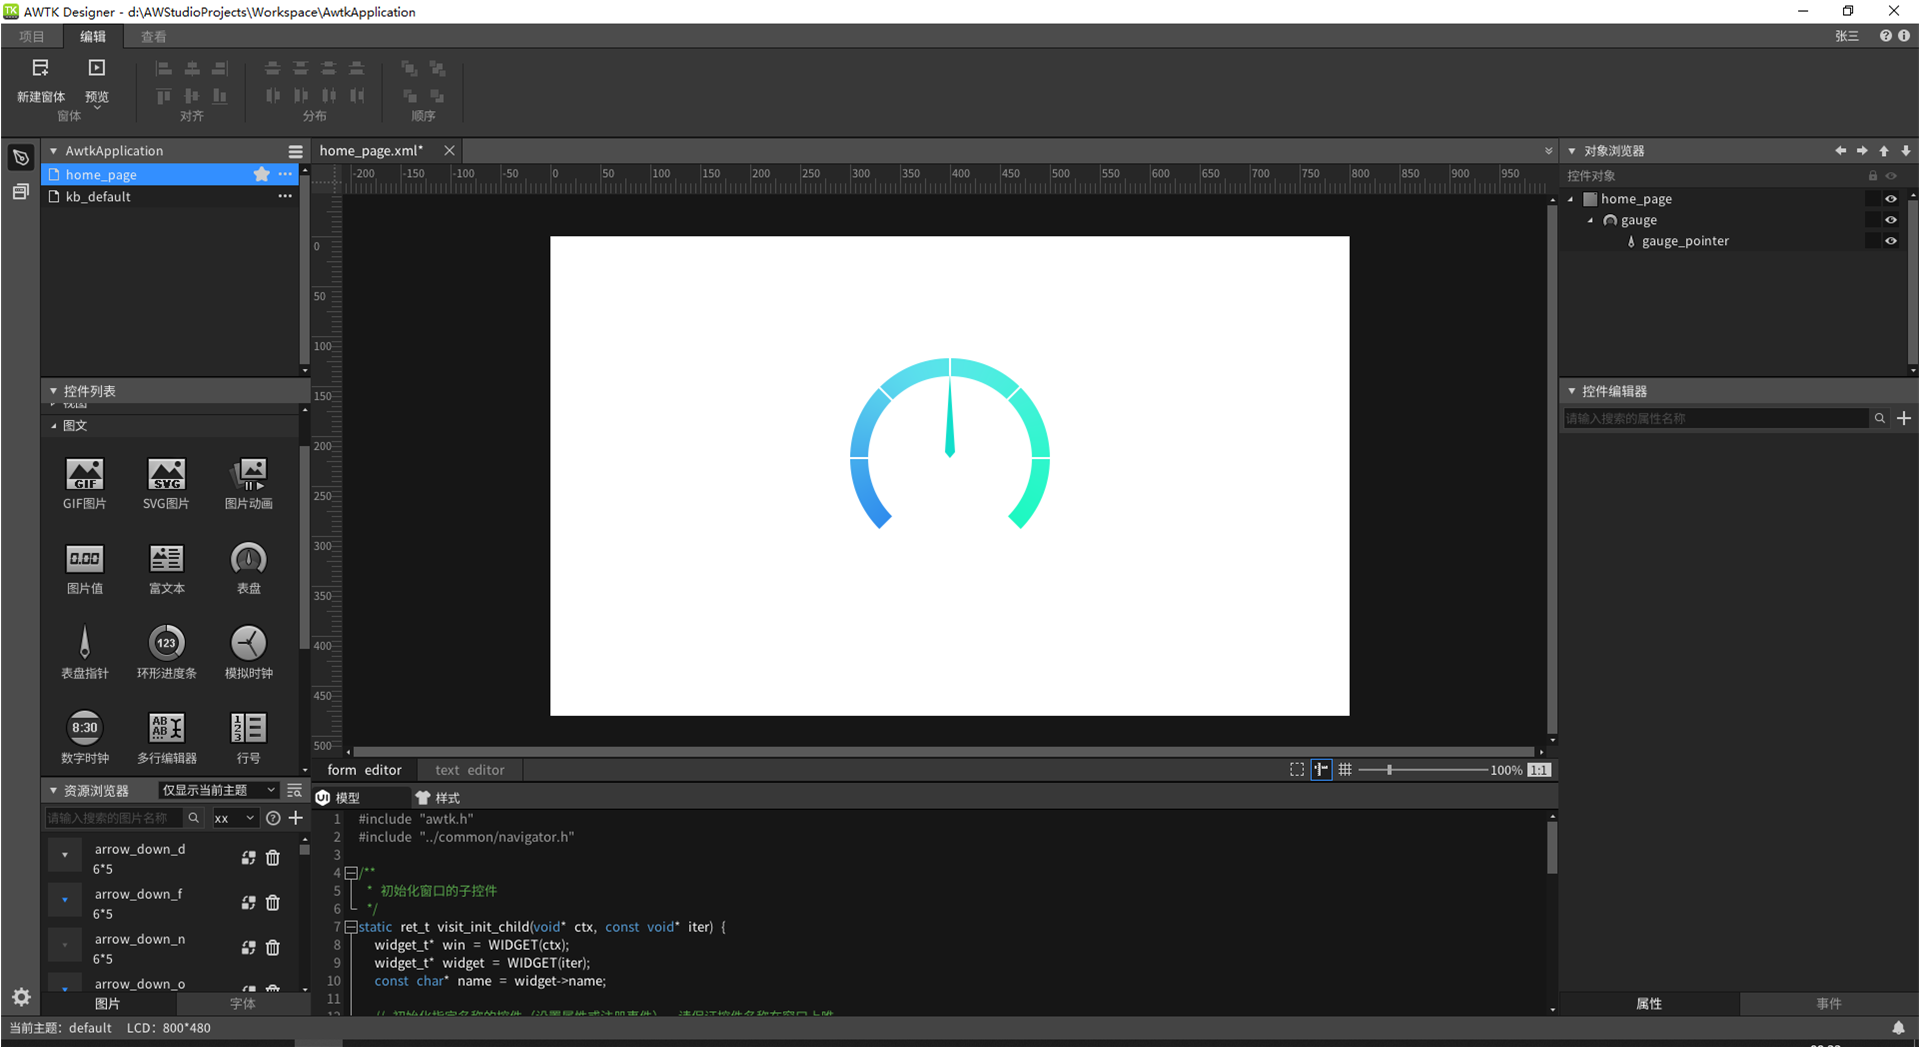 AWTK Designer - d:\AWStudioProjects\Workspace\AwtkApplication
项目 编辑 查看 张三
新建窗体 预览
窗体 对齐 分布 顺序
AwtkApplication
home_page
kb_default
home_page.xml*
-200 -150 -100 -50 0 50 100 150 200 250 300 350 400 450 500 550 600 650 700 750 800 850 900 950
0
50
100
150
200
250
300
350
400
450
500
对象浏览器
控件对象
home_page
gauge
gauge_pointer
控件列表
图文
GIF图片 SVG图片 图片动画
图片值 富文本 表盘
表盘指针 环形进度条 模拟时钟
数字时钟 多行编辑器 行号
控件编辑器
请输入搜索的属性名称
form editor text editor
100% 1:1
资源浏览器 仅显示当前主题
请输入搜索的图片名称 xx
arrow_down_d
6*5
arrow_down_f
6*5
arrow_down_n
6*5
arrow_down_o
图片 字体
模型 样式
1 #include "awtk.h"
2 #include "../common/navigator.h"
3
4 /**
5 * 初始化窗口的子控件
6 */
7 static ret_t visit_init_child(void* ctx, const void* iter) {
8 widget_t* win = WIDGET(ctx);
9 widget_t* widget = WIDGET(iter);
10 const char* name = widget->name;
11
属性 事件
当前主题: default LCD: 800*480